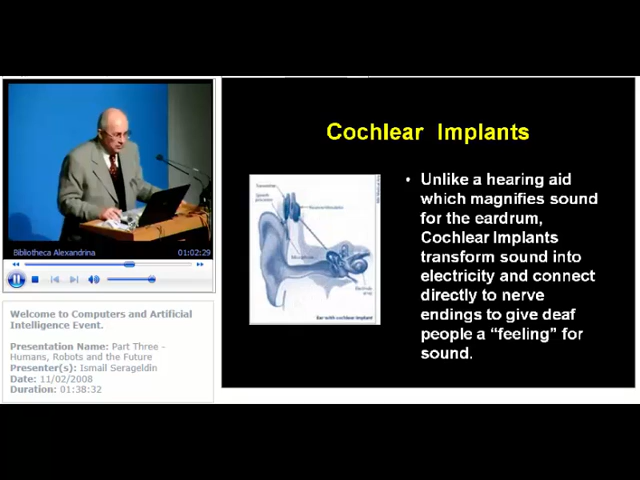 Cochlear Implants
Bibliotheca Alexandrina
01:02:29
• Unlike a hearing aid
which magnifies sound
for the eardrum,
Cochlear Implants
transform sound into
electricity and connect
directly to nerve
endings to give deaf
people a “feeling” for
sound.
Ear with cochlear implant
Welcome to Computers and Artificial
Intelligence Event.
Presentation Name: Part Three -
Humans, Robots and the Future
Presenter(s): Ismail Serageldin
Date: 11/02/2008
Duration: 01:38:32